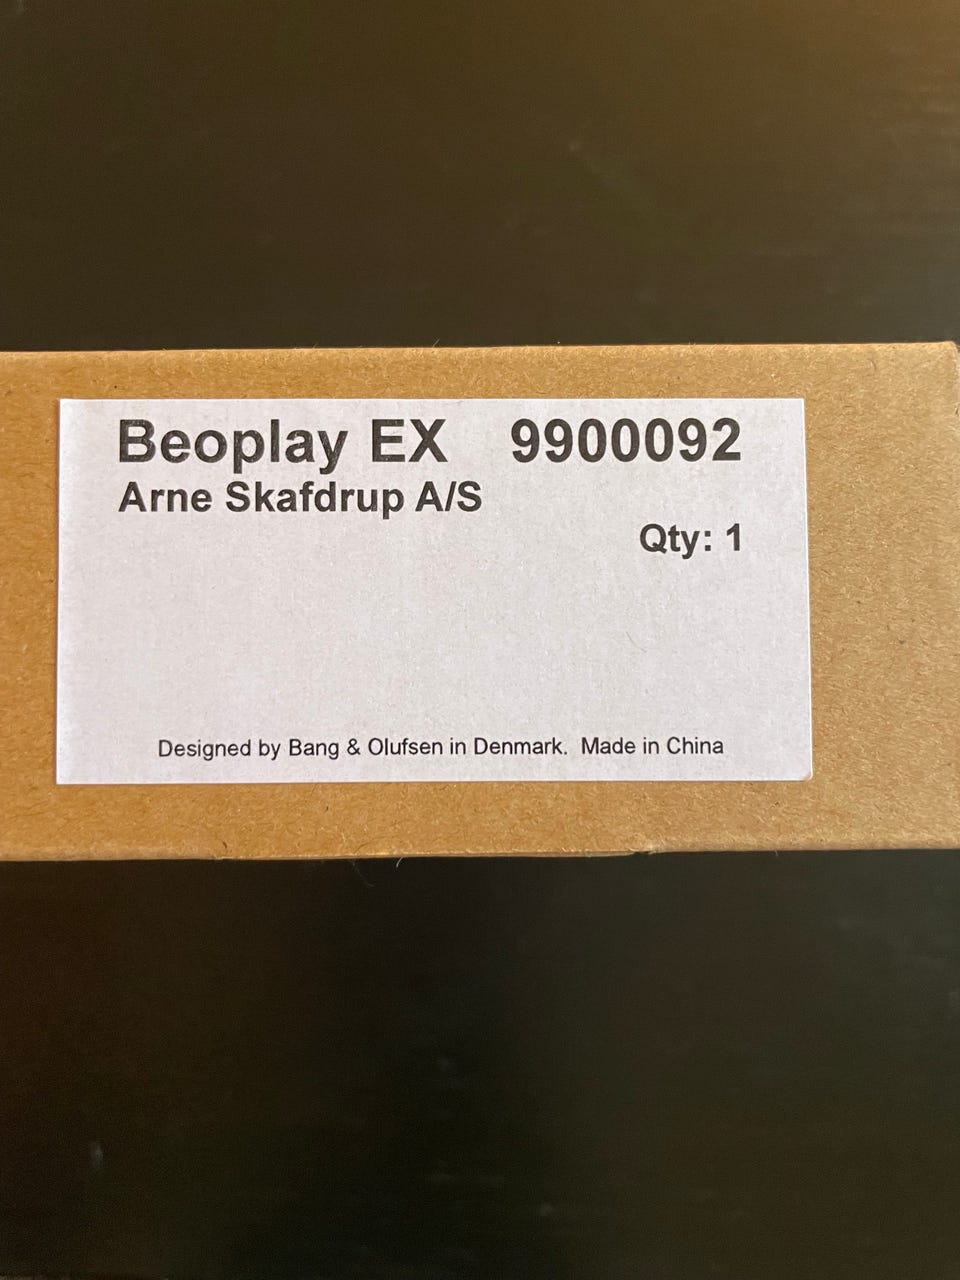 Beoplay EX 9900092
Arne Skafdrup A/S
Qty: 1
Designed by Bang & Olufsen in Denmark. Made in China